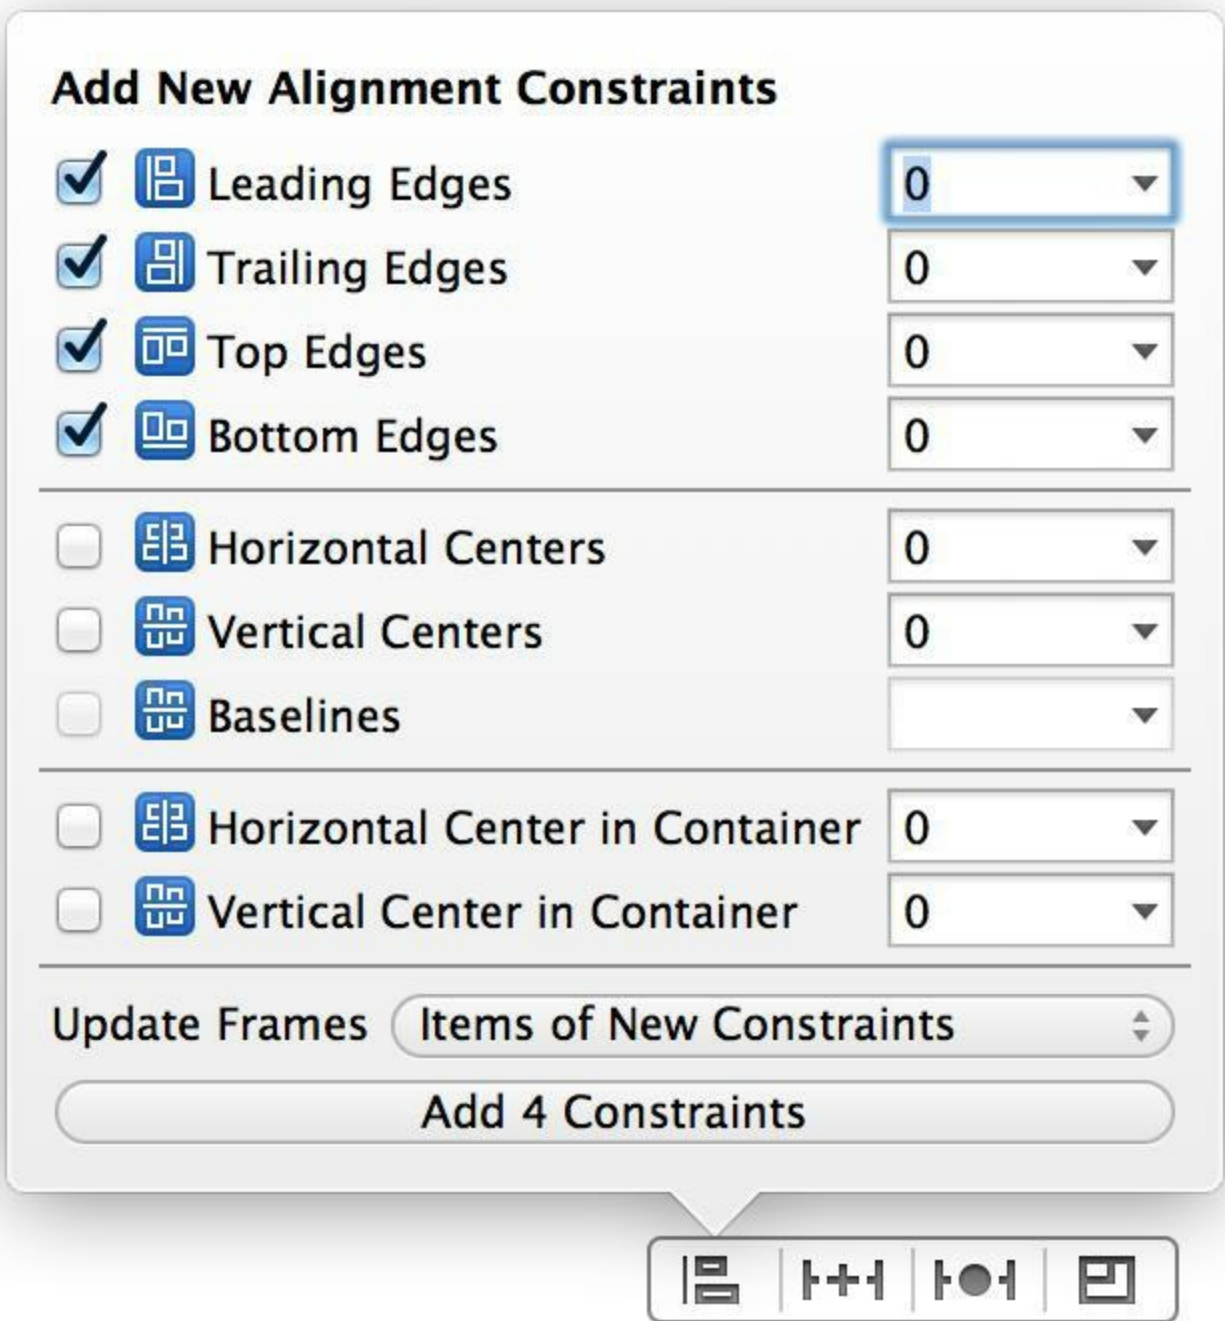 Add New Alignment Constraints
Leading Edges 0
Trailing Edges 0
Top Edges 0
Bottom Edges 0
Horizontal Centers 0
Vertical Centers 0
Baselines
Horizontal Center in Container 0
Vertical Center in Container 0
Update Frames Items of New Constraints
Add 4 Constraints